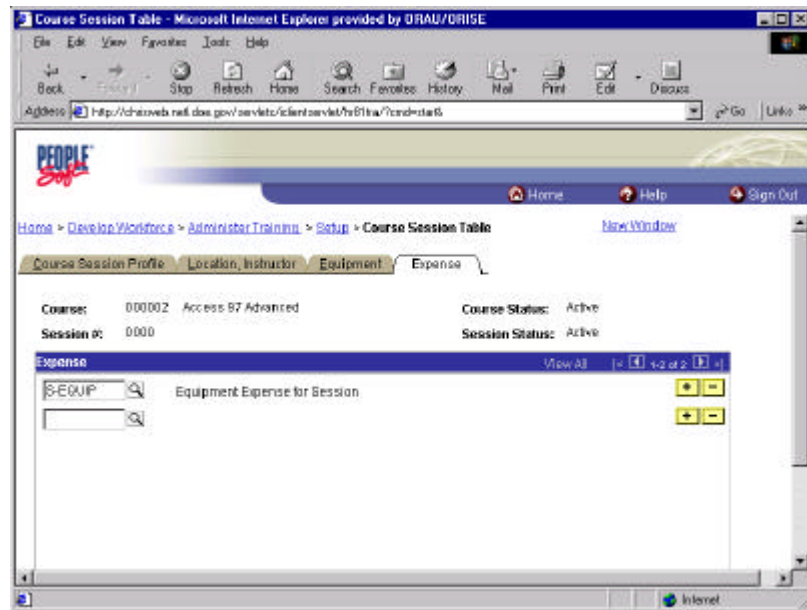 Course Session Table - Microsoft Internet Explorer provided by ORAU/ORISE
File Edit View Favorites Tools Help
Back Forward Stop Refresh Home Search Favorites History Mail Print Edit Discuss
Address Go Links »
PEOPLE
Soft
Home Help Sign Out
Home > Develop Workforce > Administer Training > Setup > Course Session Table New Window
Course Session Profile Location, Instructor Equipment Expense
Course: 000002 Access 97 Advanced Course Status: Active
Session #: 0000 Session Status: Active
Expense View All |< 1-2 of 2 >|
S-EQUIP Equipment Expense for Session + -
+ -
Internet